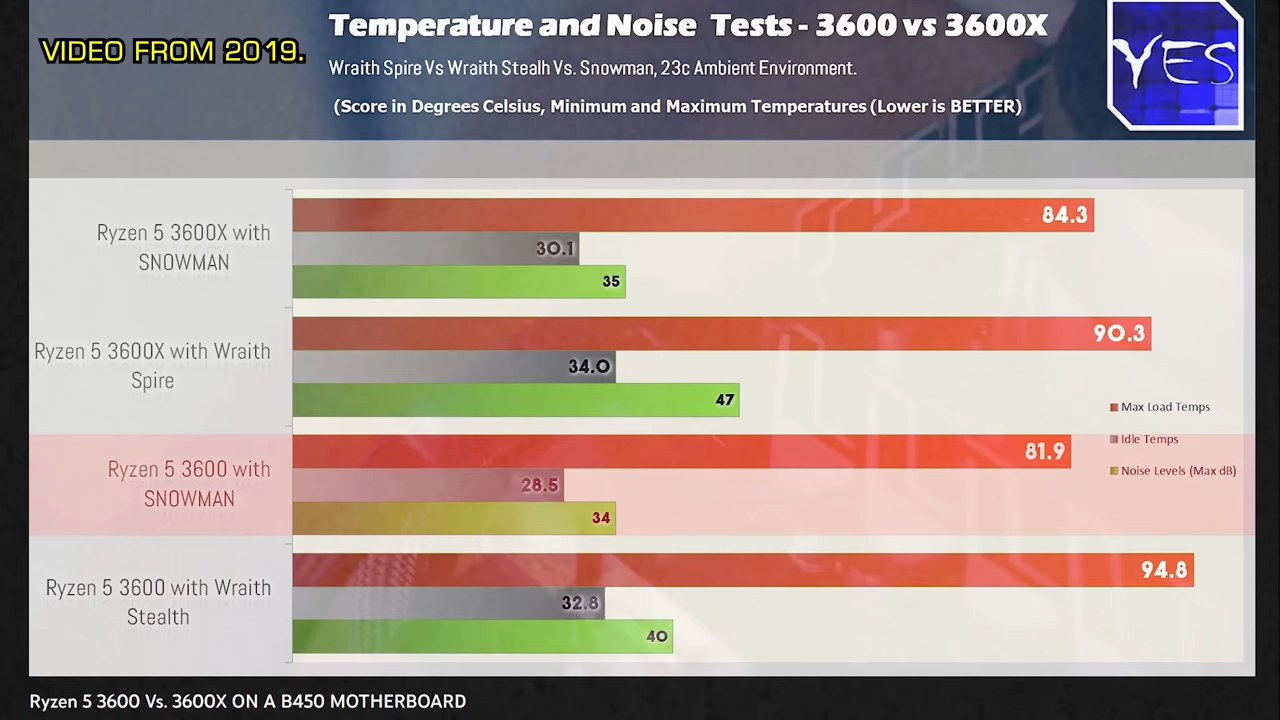 VIDEO FROM 2019.
Temperature and Noise Tests - 3600 vs 3600X
Wraith Spire Vs Wraith Stealh Vs. Snowman, 23c Ambient Environment.
(Score in Degrees Celsius, Minimum and Maximum Temperatures (Lower is BETTER)
YES
Ryzen 5 3600X with
SNOWMAN
84.3
30.1
35
Ryzen 5 3600X with Wraith
Spire
90.3
34.0
47
Ryzen 5 3600 with
SNOWMAN
81.9
28.5
34
Ryzen 5 3600 with Wraith
Stealth
94.8
32.8
40
Max Load Temps
Idle Temps
Noise Levels (Max dB)
Ryzen 5 3600 Vs. 3600X ON A B450 MOTHERBOARD